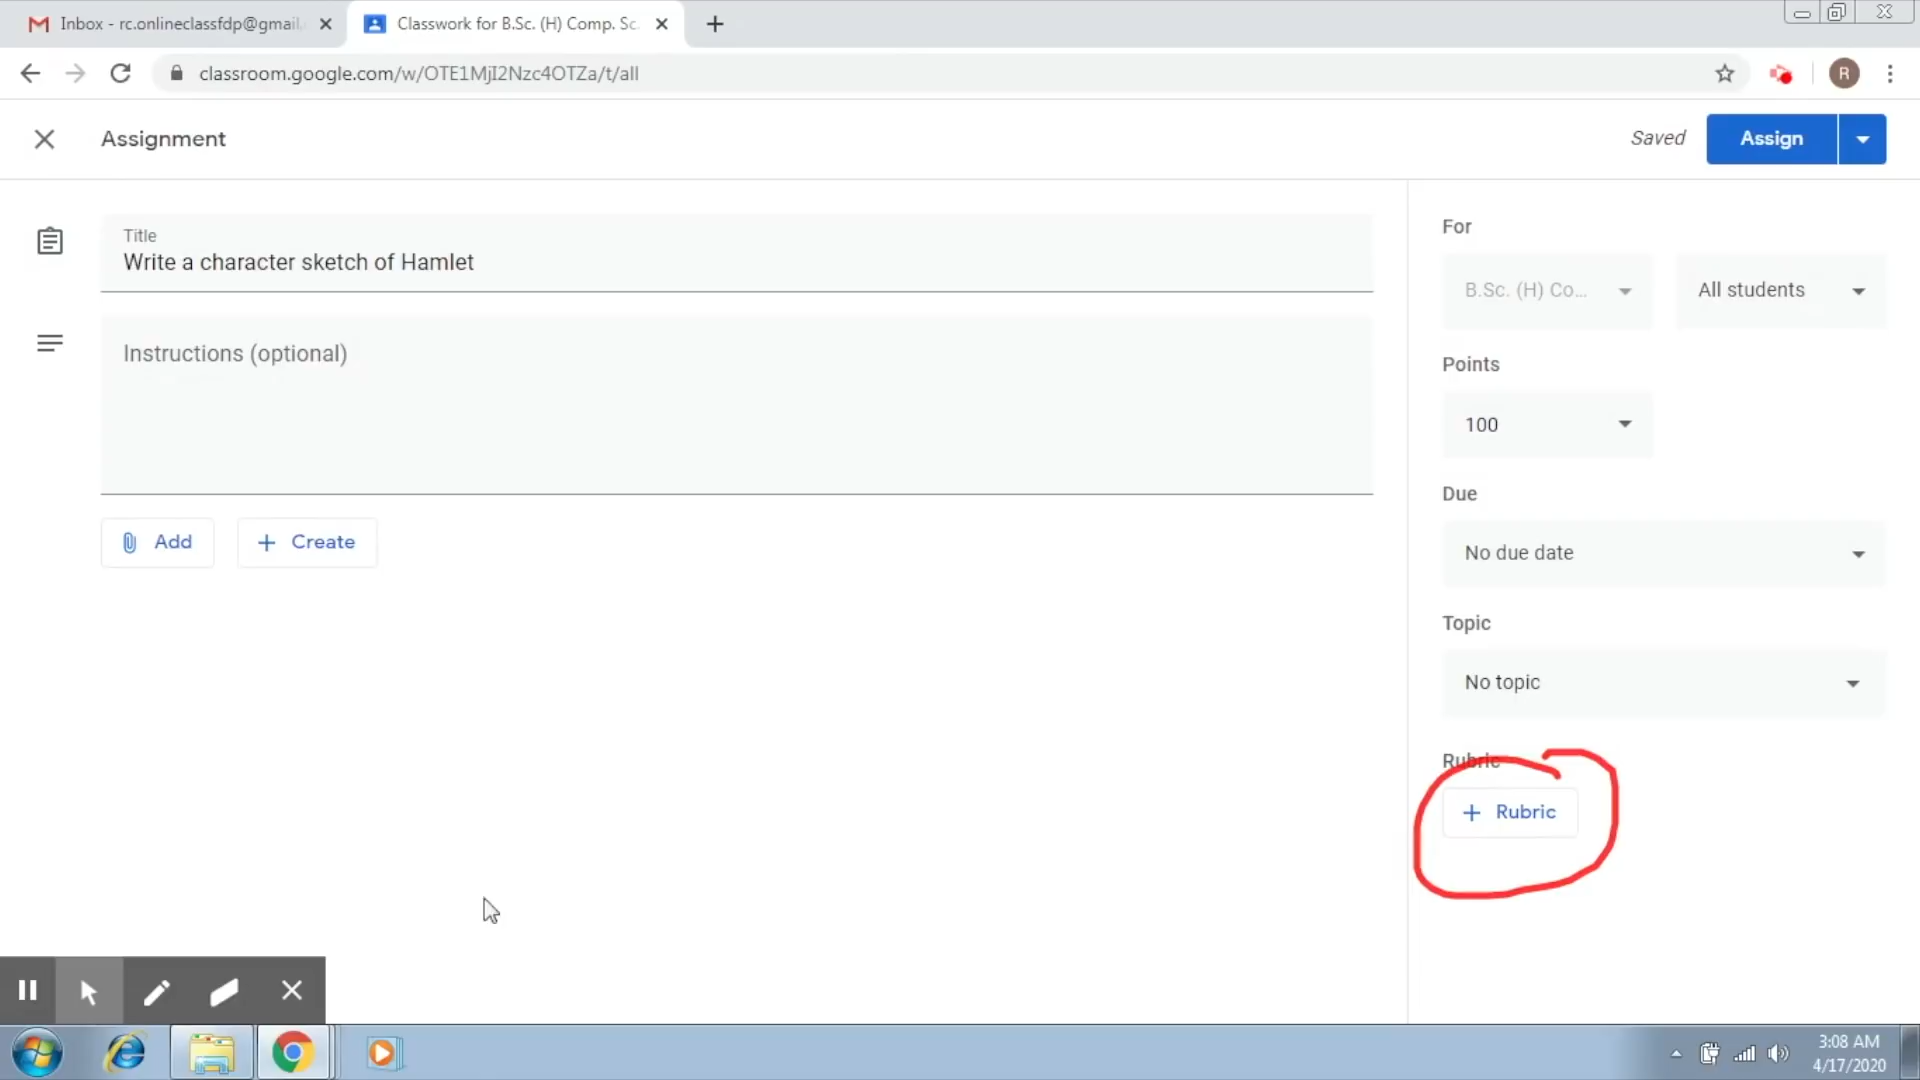 Inbox - rc.onlineclassfdp@gmail.
Classwork for B.Sc. (H) Comp. Sc.
classroom.google.com/w/OTE1MjI2Nzc4OTZa/t/all
R
Assignment
Saved
Assign
Title
Write a character sketch of Hamlet
Instructions (optional)
Add
Create
For
B.Sc. (H) Co...
All students
Points
100
Due
No due date
Topic
No topic
Rubric
Rubric
3:08 AM
4/17/2020